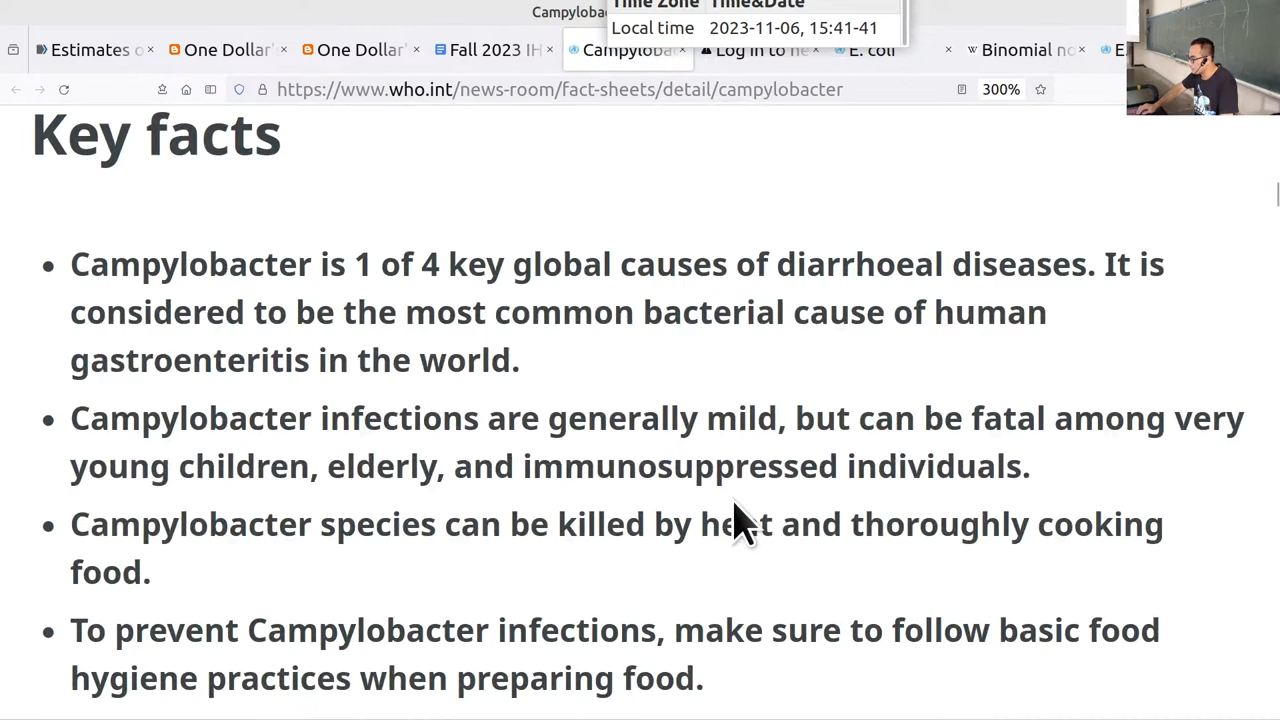 Campyloba
Time Zone Time&Date
Local time 2023-11-06, 15:41-41
Estimates o
One Dollar'
One Dollar'
Fall 2023 IH
Campylobac
Log in to ne
E. coli
Binomial no
E.
https://www.who.int/news-room/fact-sheets/detail/campylobacter
300%
Key facts
• Campylobacter is 1 of 4 key global causes of diarrhoeal diseases. It is
considered to be the most common bacterial cause of human
gastroenteritis in the world.
• Campylobacter infections are generally mild, but can be fatal among very
young children, elderly, and immunosuppressed individuals.
• Campylobacter species can be killed by heat and thoroughly cooking
food.
• To prevent Campylobacter infections, make sure to follow basic food
hygiene practices when preparing food.